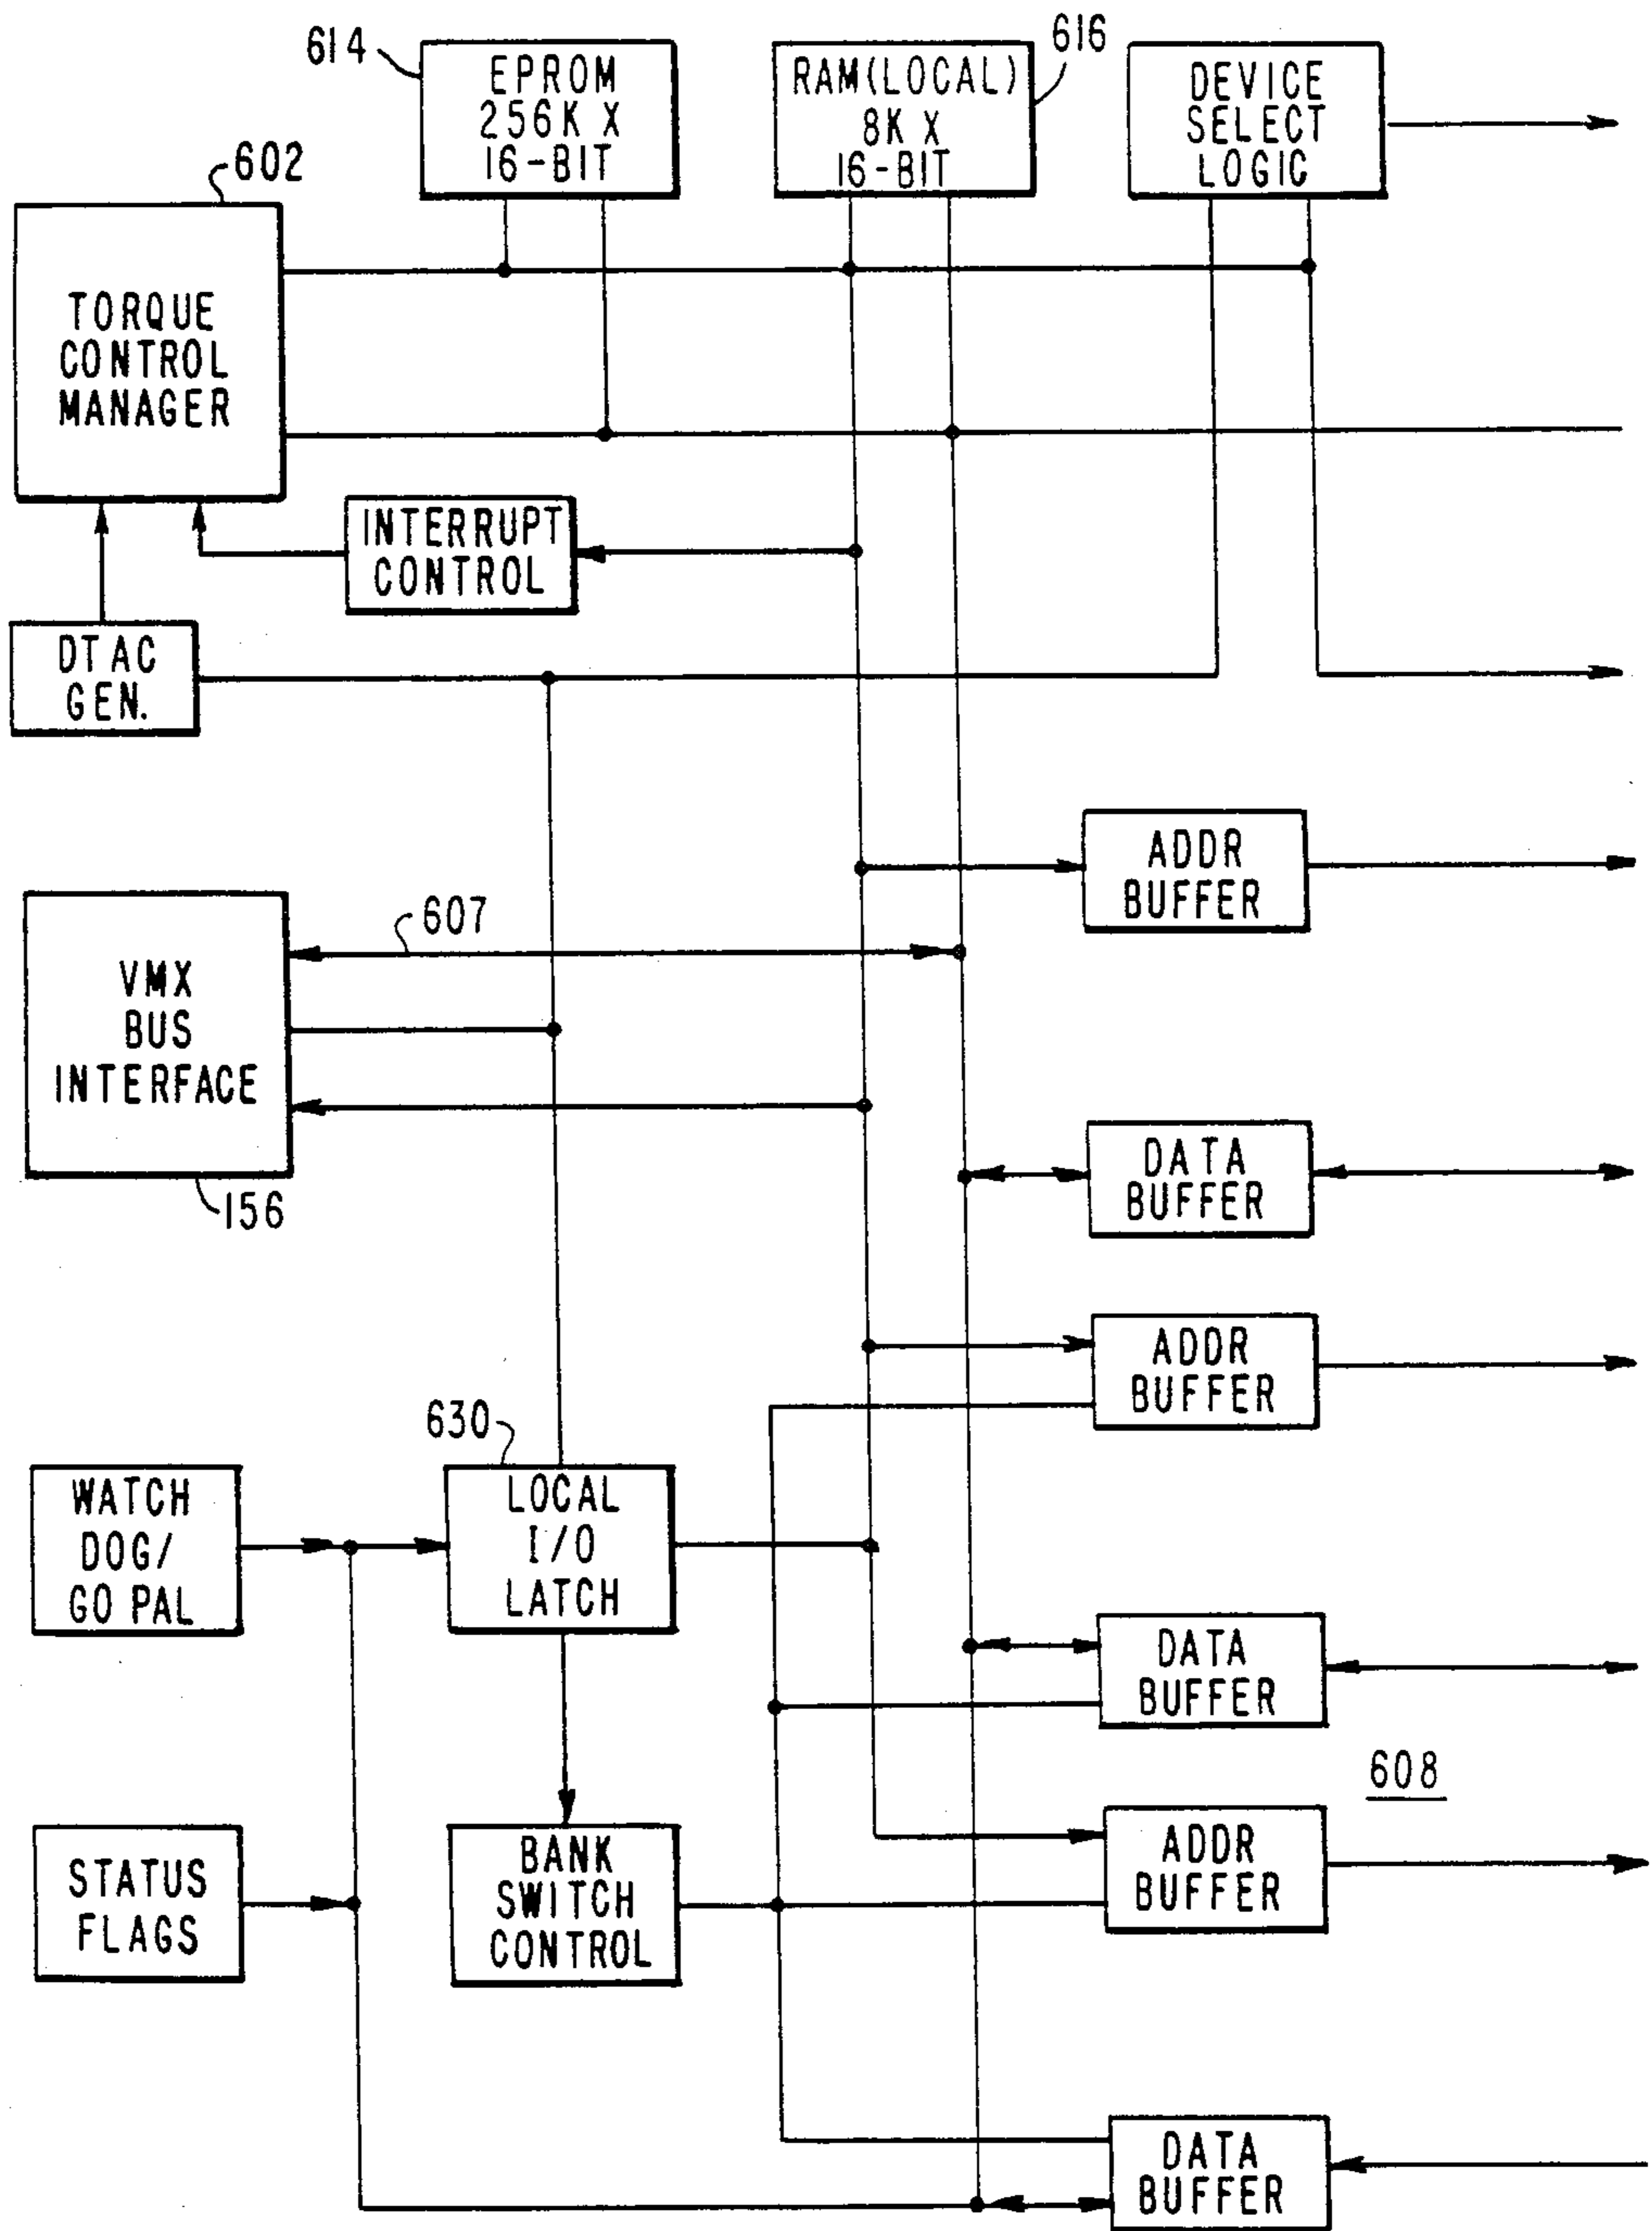 614
EPROM
256K X
16-BIT
RAM(LOCAL)
8K X
16-BIT
616
DEVICE
SELECT
LOGIC
602
TORQUE
CONTROL
MANAGER
INTERRUPT
CONTROL
DTAC
GEN.
ADDR
BUFFER
607
VMX
BUS
INTERFACE
156
DATA
BUFFER
ADDR
BUFFER
630
WATCH
DOG/
GO PAL
LOCAL
I/O
LATCH
DATA
BUFFER
608
STATUS
FLAGS
BANK
SWITCH
CONTROL
ADDR
BUFFER
DATA
BUFFER